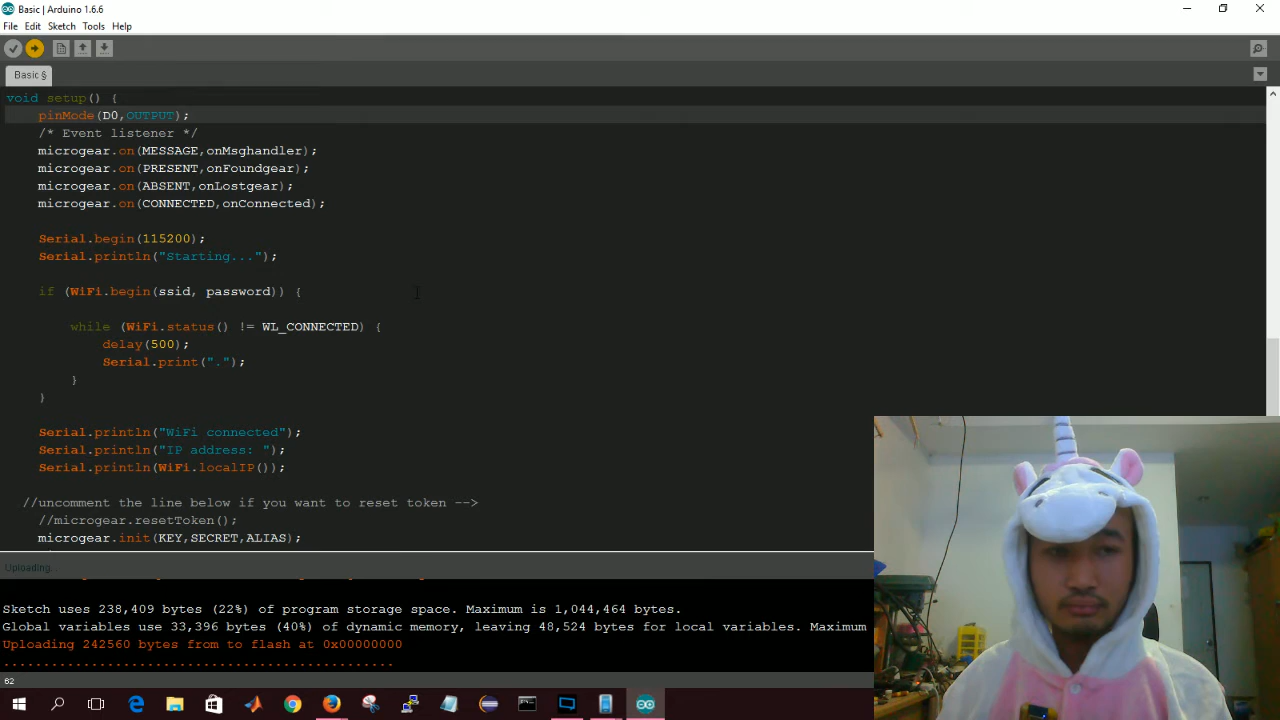 Basic | Arduino 1.6.6
File Edit Sketch Tools Help
Basic §
void setup() {
pinMode(D0,OUTPUT);
/* Event listener */
microgear.on(MESSAGE,onMsghandler);
microgear.on(PRESENT,onFoundgear);
microgear.on(ABSENT,onLostgear);
microgear.on(CONNECTED,onConnected);
Serial.begin(115200);
Serial.println("Starting...");
if (WiFi.begin(ssid, password)) {
while (WiFi.status() != WL_CONNECTED) {
delay(500);
Serial.print(".");
}
}
Serial.println("WiFi connected");
Serial.println("IP address: ");
Serial.println(WiFi.localIP());
//uncomment the line below if you want to reset token -->
//microgear.resetToken();
microgear.init(KEY,SECRET,ALIAS);
Uploading...
Sketch uses 238,409 bytes (22%) of program storage space. Maximum is 1,044,464 bytes.
Global variables use 33,396 bytes (40%) of dynamic memory, leaving 48,524 bytes for local variables. Maximum
Uploading 242560 bytes from to flash at 0x00000000
.................................................
62